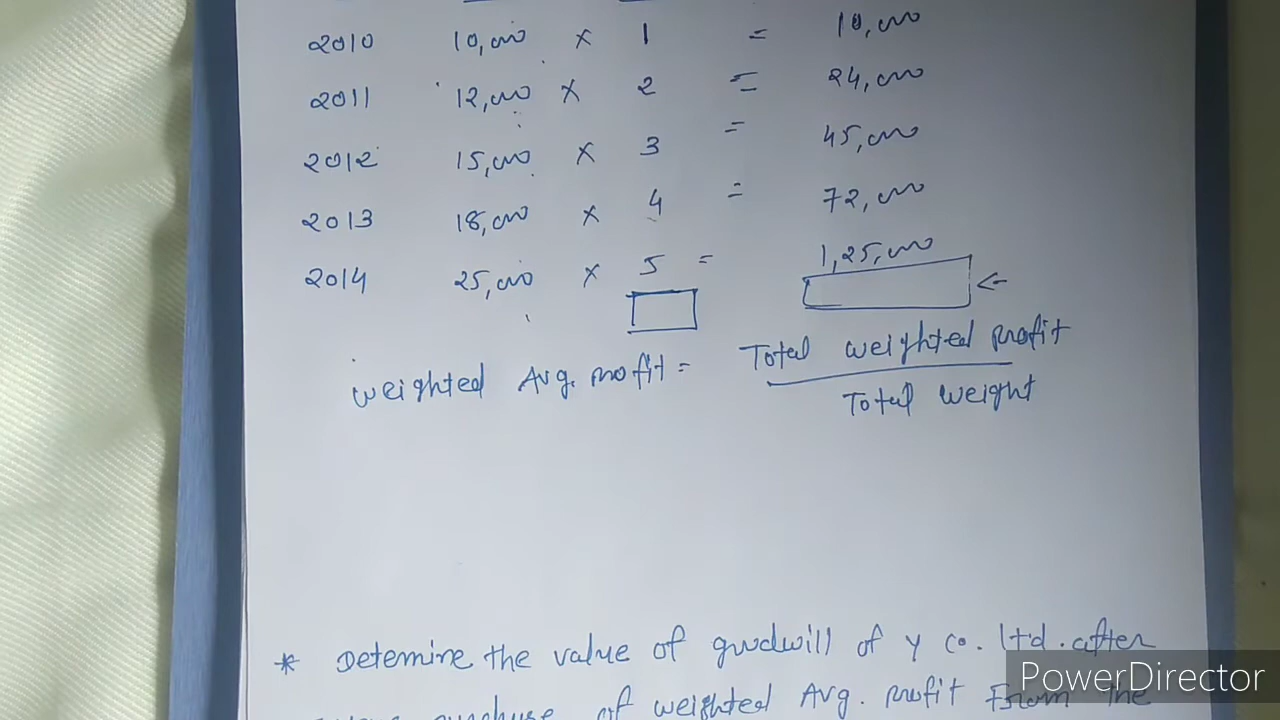 2010 10,000 × 1 = 10,000
2011 12,000 × 2 = 24,000
2012 15,000 × 3 = 45,000
2013 18,000 × 4 = 72,000
2014 25,000 × 5 = 1,25,000
weighted Avg. profit = Total weighted profit
Total weight
* Detemine the value of goodwill of Y Co. Ltd. after
of weighted Avg. profit From the
PowerDirector